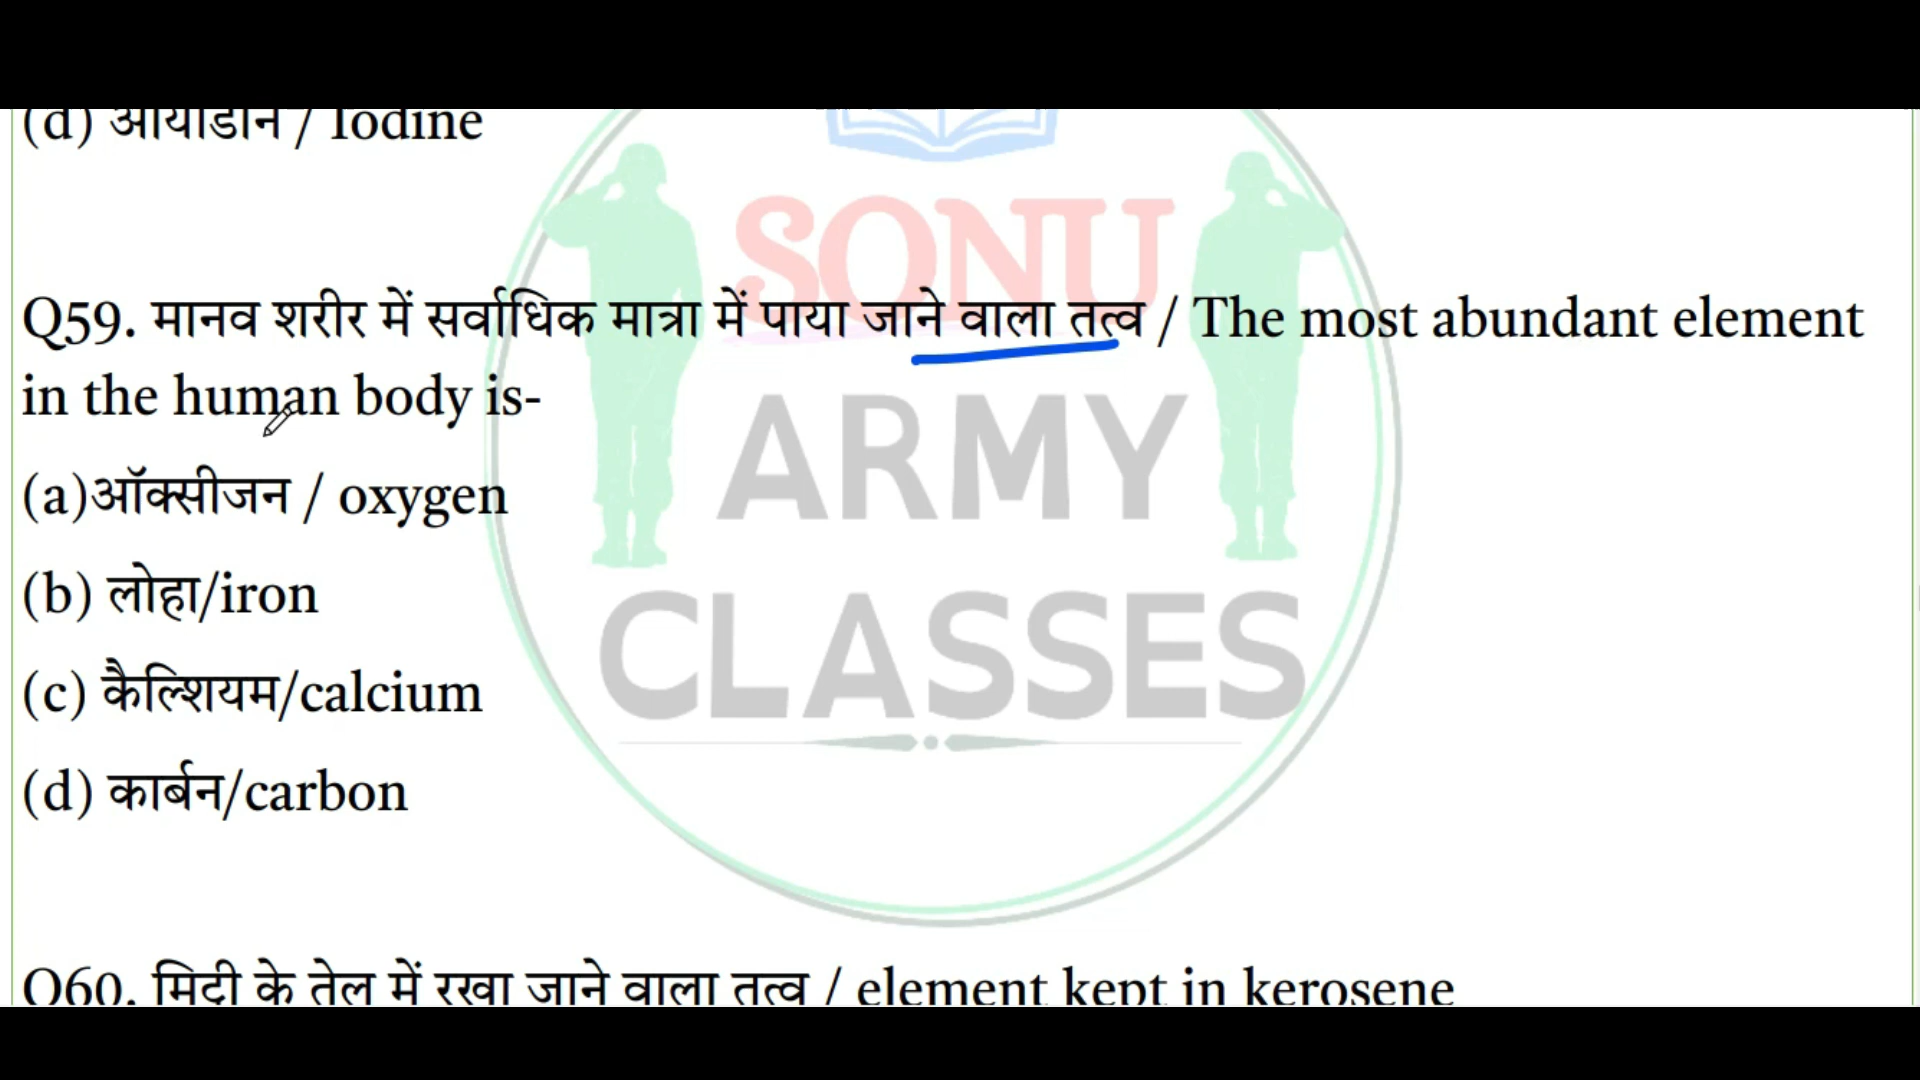 (d) आयोडीन / Iodine
SONU
Q59. मानव शरीर में सर्वाधिक मात्रा में पाया जाने वाला तत्व / The most abundant element
in the human body is-
ARMY
(a)ऑक्सीजन / oxygen
(b) लोहा/iron
CLASSES
(c) कैल्शियम/calcium
(d) कार्बन/carbon
Q60. मिट्टी के तेल में रखा जाने वाला तत्व / element kept in kerosene